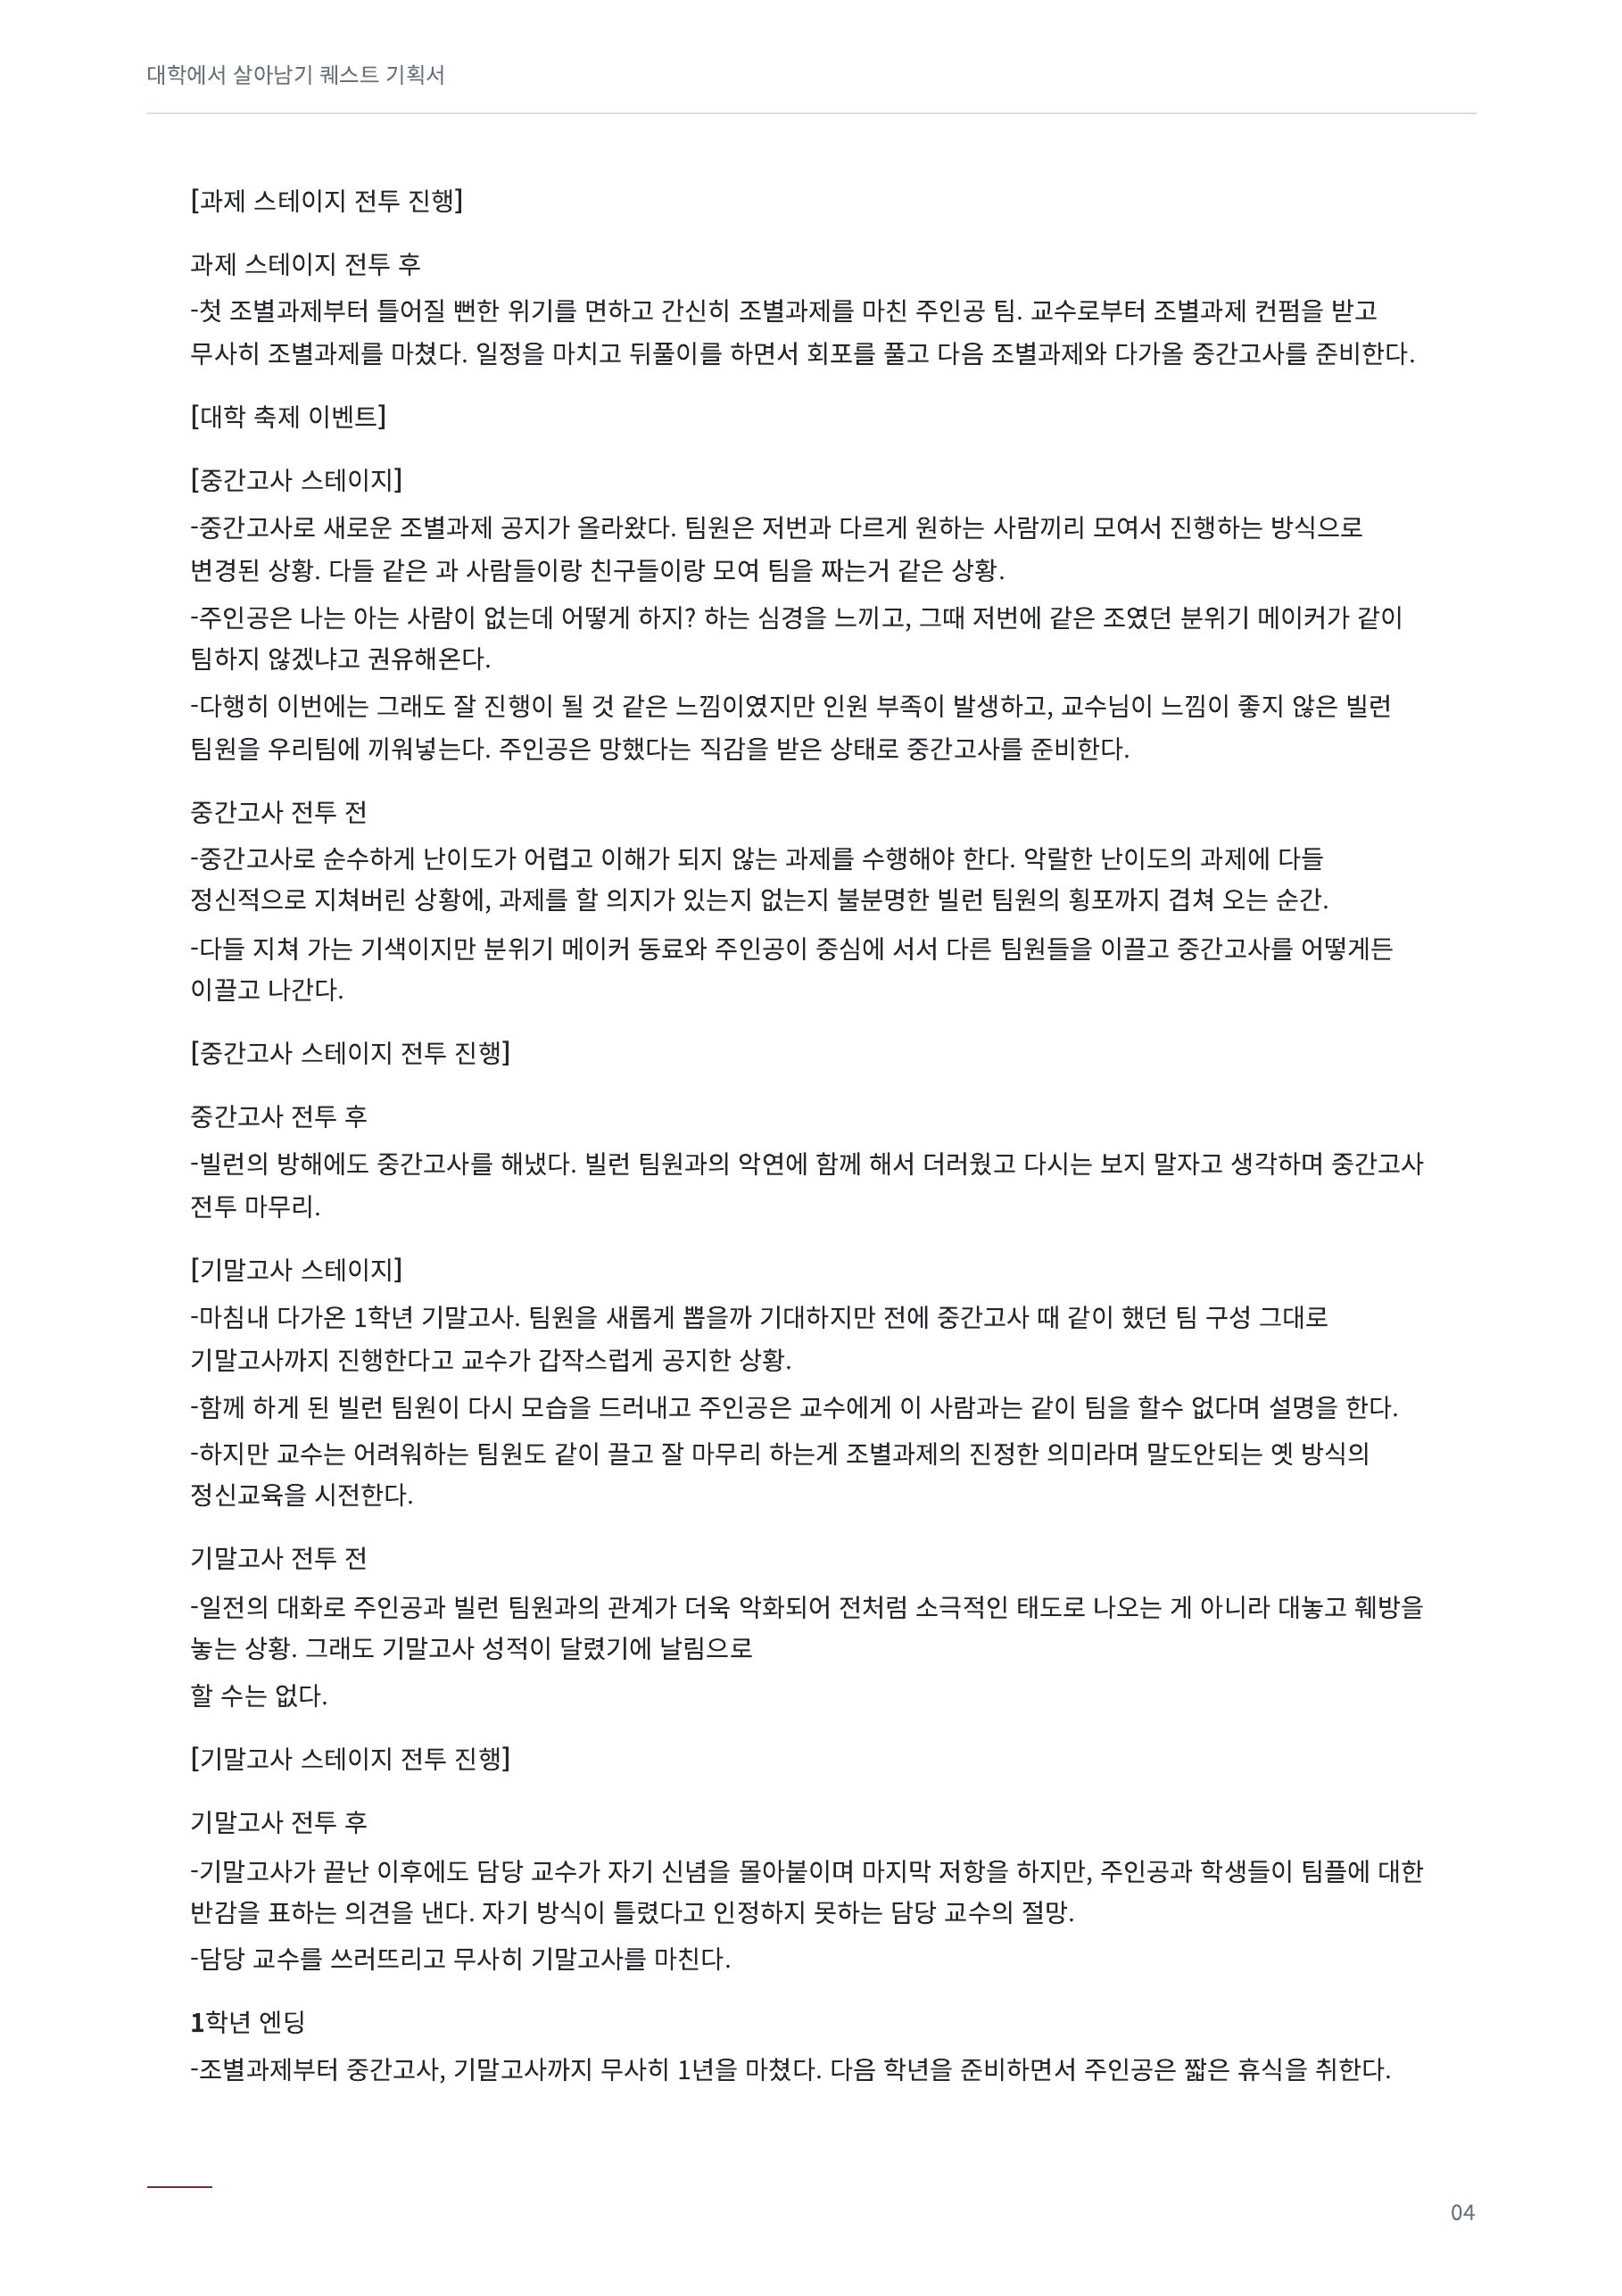 대학에서 살아남기 퀘스트 기획서
[과제 스테이지 전투 진행]
과제 스테이지 전투 후
-첫 조별과제부터 틀어질 뻔한 위기를 면하고 간신히 조별과제를 마친 주인공 팀. 교수로부터 조별과제 컨펌을 받고
무사히 조별과제를 마쳤다. 일정을 마치고 뒤풀이를 하면서 회포를 풀고 다음 조별과제와 다가올 중간고사를 준비한다.
[대학 축제 이벤트]
[중간고사 스테이지]
-중간고사로 새로운 조별과제 공지가 올라왔다. 팀원은 저번과 다르게 원하는 사람끼리 모여서 진행하는 방식으로
변경된 상황. 다들 같은 과 사람들이랑 친구들이랑 모여 팀을 짜는거 같은 상황.
-주인공은 나는 아는 사람이 없는데 어떻게 하지? 하는 심경을 느끼고, 그때 저번에 같은 조였던 분위기 메이커가 같이
팀하지 않겠냐고 권유해온다.
-다행히 이번에는 그래도 잘 진행이 될 것 같은 느낌이였지만 인원 부족이 발생하고, 교수님이 느낌이 좋지 않은 빌런
팀원을 우리팀에 끼워넣는다. 주인공은 망했다는 직감을 받은 상태로 중간고사를 준비한다.
중간고사 전투 전
-중간고사로 순수하게 난이도가 어렵고 이해가 되지 않는 과제를 수행해야 한다. 악랄한 난이도의 과제에 다들
정신적으로 지쳐버린 상황에, 과제를 할 의지가 있는지 없는지 불분명한 빌런 팀원의 횡포까지 겹쳐 오는 순간.
-다들 지쳐 가는 기색이지만 분위기 메이커 동료와 주인공이 중심에 서서 다른 팀원들을 이끌고 중간고사를 어떻게든
이끌고 나간다.
[중간고사 스테이지 전투 진행]
중간고사 전투 후
-빌런의 방해에도 중간고사를 해냈다. 빌런 팀원과의 악연에 함께 해서 더러웠고 다시는 보지 말자고 생각하며 중간고사
전투 마무리.
[기말고사 스테이지]
-마침내 다가온 1학년 기말고사. 팀원을 새롭게 뽑을까 기대하지만 전에 중간고사 때 같이 했던 팀 구성 그대로
기말고사까지 진행한다고 교수가 갑작스럽게 공지한 상황.
-함께 하게 된 빌런 팀원이 다시 모습을 드러내고 주인공은 교수에게 이 사람과는 같이 팀을 할수 없다며 설명을 한다.
-하지만 교수는 어려워하는 팀원도 같이 끌고 잘 마무리 하는게 조별과제의 진정한 의미라며 말도안되는 옛 방식의
정신교육을 시전한다.
기말고사 전투 전
-일전의 대화로 주인공과 빌런 팀원과의 관계가 더욱 악화되어 전처럼 소극적인 태도로 나오는 게 아니라 대놓고 훼방을
놓는 상황. 그래도 기말고사 성적이 달렸기에 날림으로
할 수는 없다.
[기말고사 스테이지 전투 진행]
기말고사 전투 후
-기말고사가 끝난 이후에도 담당 교수가 자기 신념을 몰아붙이며 마지막 저항을 하지만, 주인공과 학생들이 팀플에 대한
반감을 표하는 의견을 낸다. 자기 방식이 틀렸다고 인정하지 못하는 담당 교수의 절망.
-담당 교수를 쓰러뜨리고 무사히 기말고사를 마친다.
1학년 엔딩
-조별과제부터 중간고사, 기말고사까지 무사히 1년을 마쳤다. 다음 학년을 준비하면서 주인공은 짧은 휴식을 취한다.
04